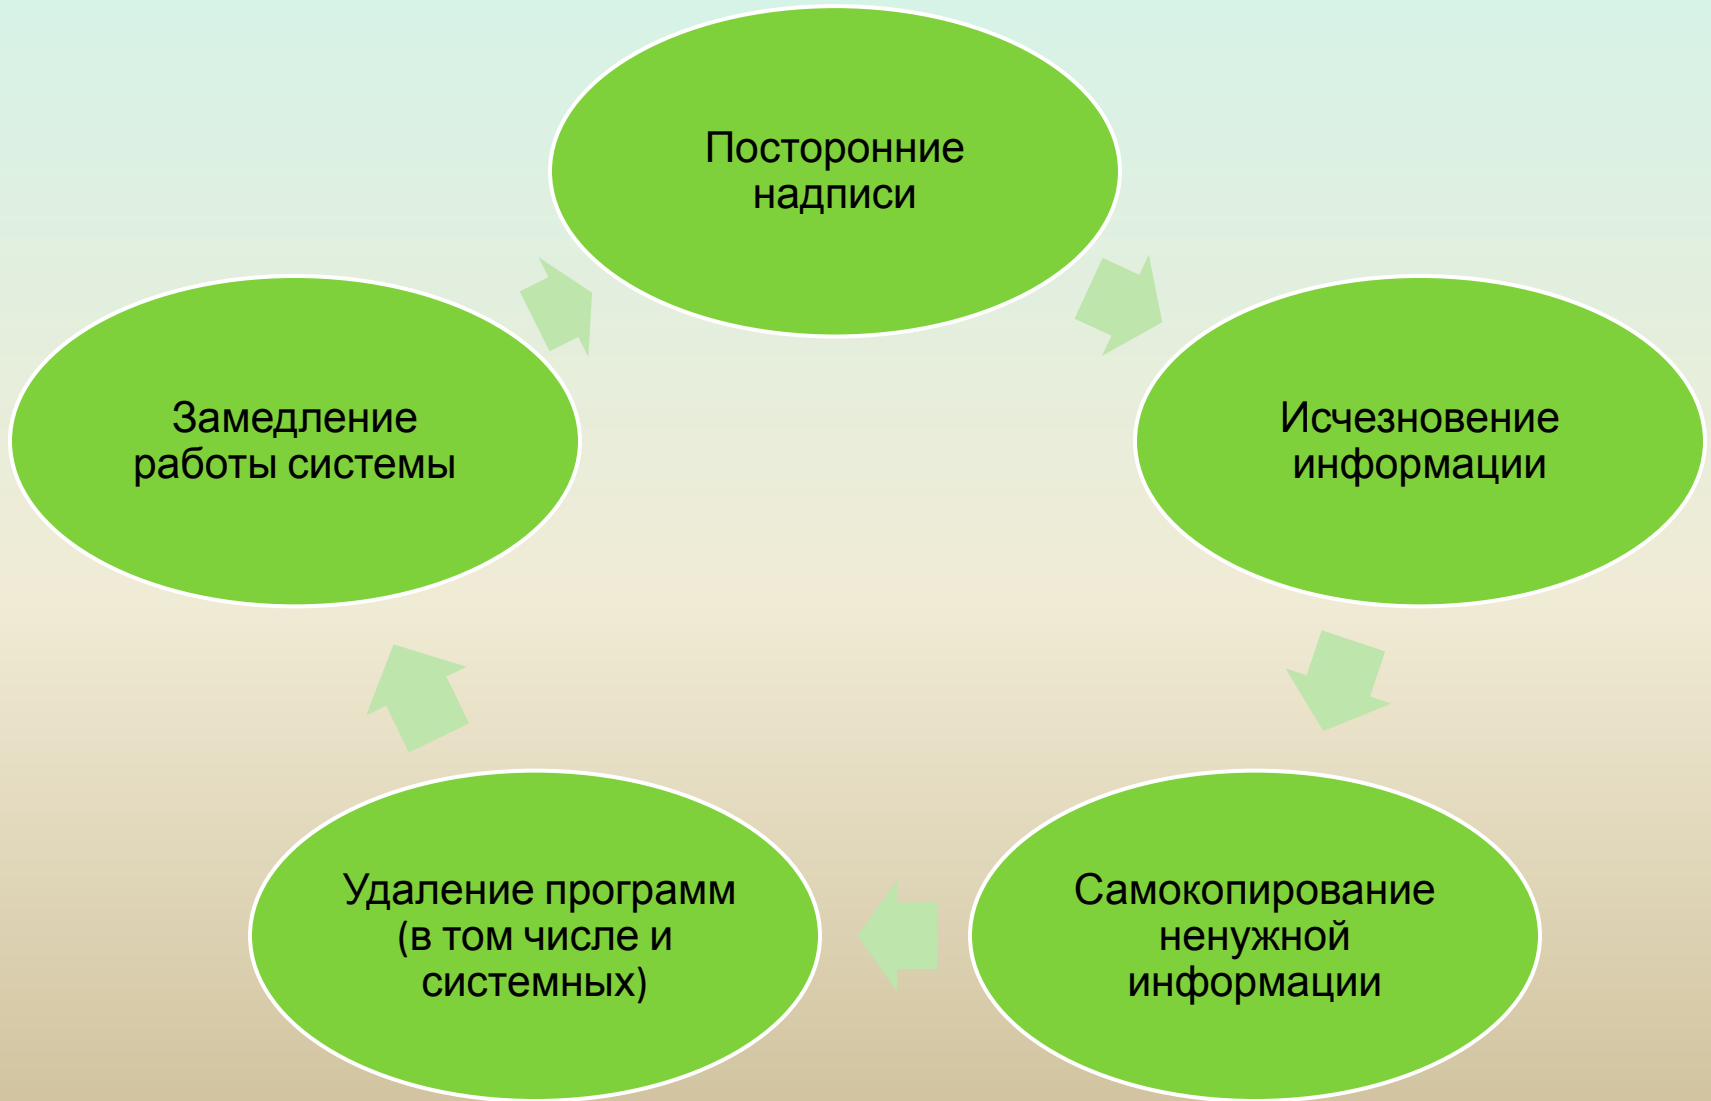 Посторонние
надписи
Исчезновение
информации
Самокопирование
ненужной
информации
Удаление программ
(в том числе и
системных)
Замедление
работы системы